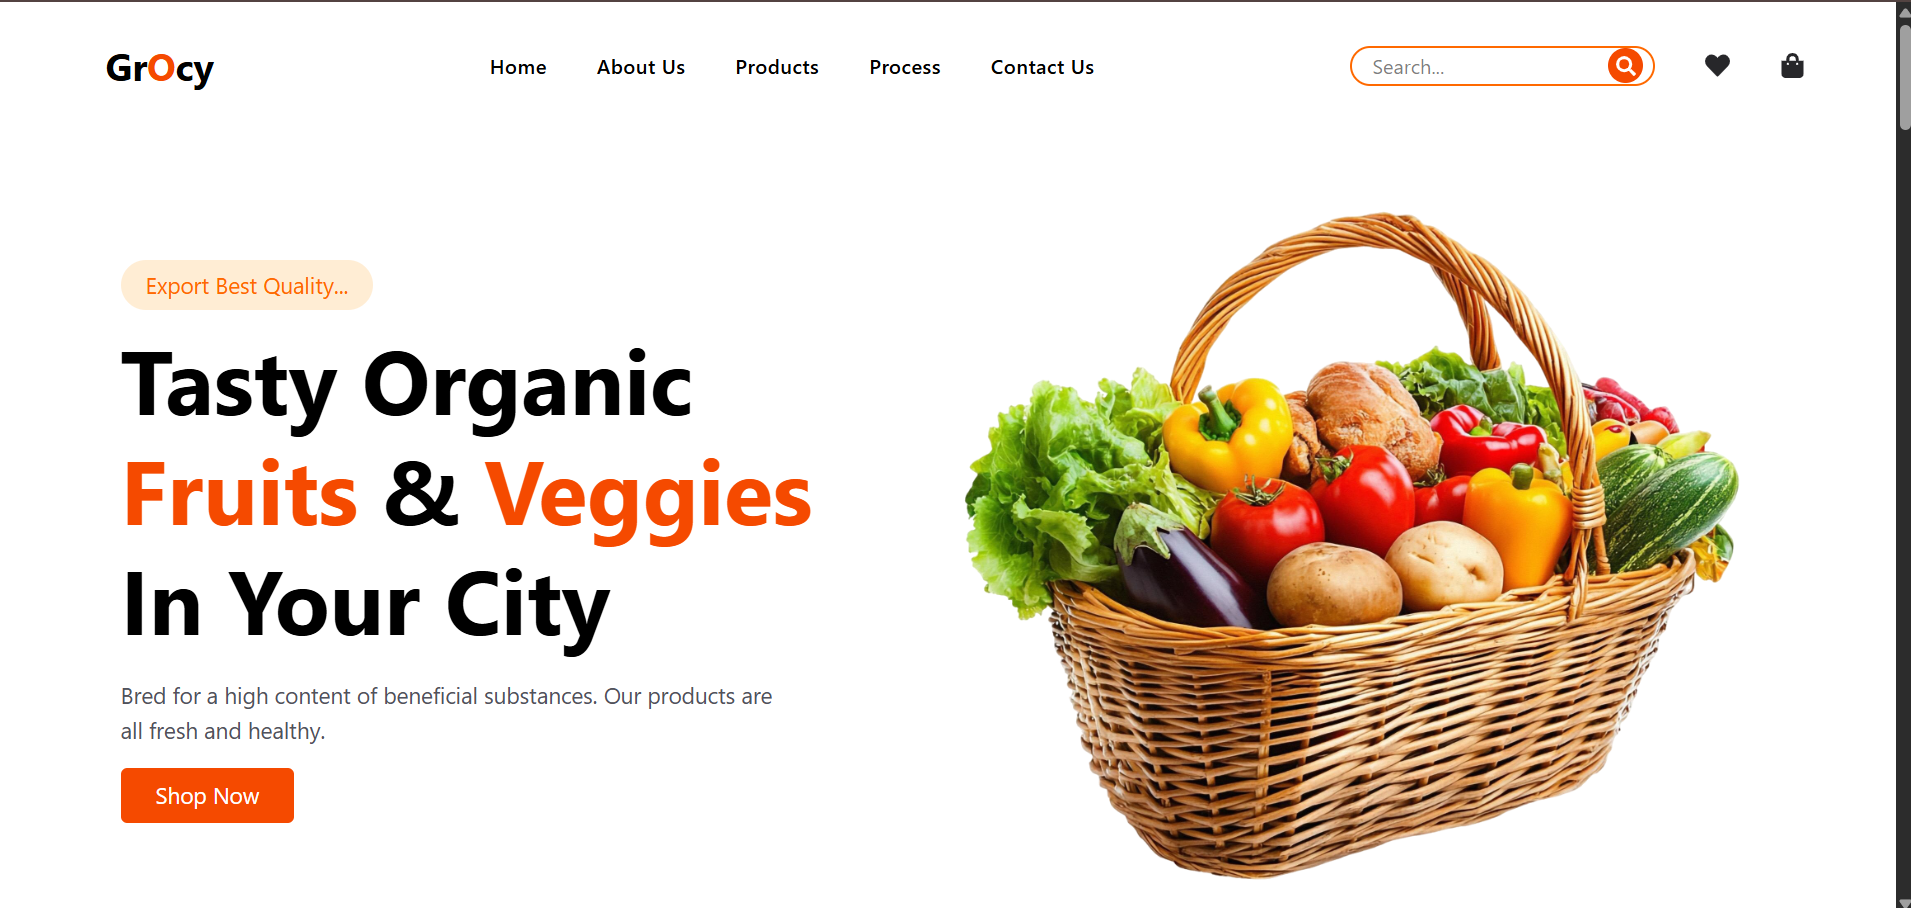 GrOcy
Home
About Us
Products
Process
Contact Us
Search...
Export Best Quality...
Tasty Organic
Fruits & Veggies
In Your City
Bred for a high content of beneficial substances. Our products are
all fresh and healthy.
Shop Now